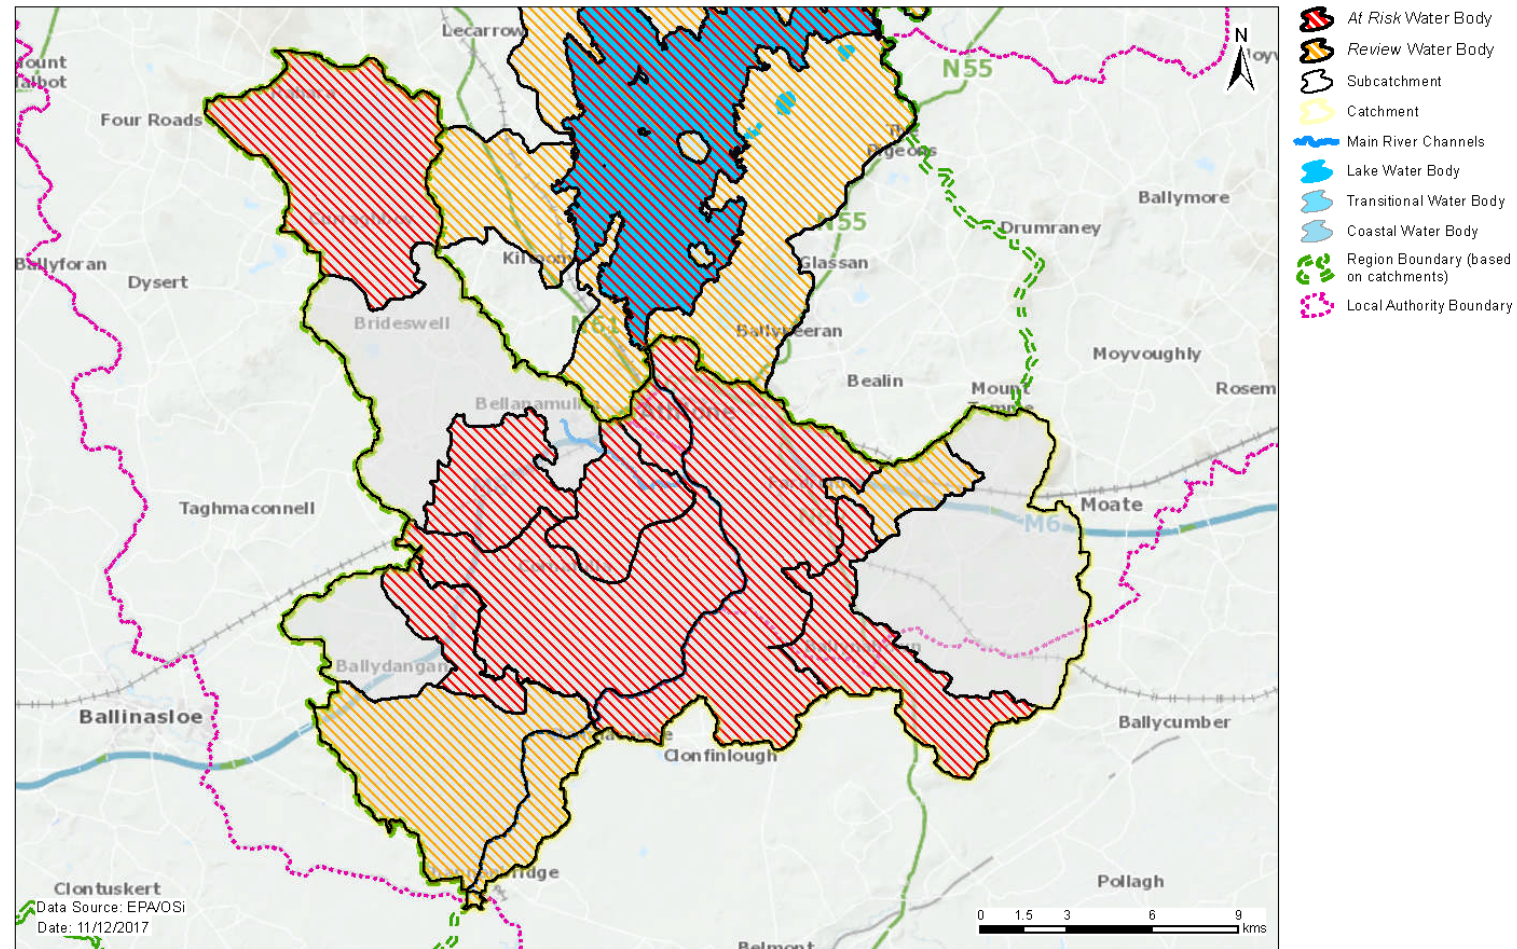 Lecarrow
N
N55
Four Roads
Ballymore
N55
Drumraney
Glassan
Ballyforan
Dysert
Brideswell
N61
Moyvoughly
Bealin
Mount
Rosem
Taghmaconnell
Moate
M6
Ballydangan
Ballinasloe
Ballycumber
Clonfinlough
Pollagh
Clontuskert
Belmont
Data Source: EPA/OSi
Date: 11/12/2017
0 1.5 3 6 9
kms
At Risk Water Body
Review Water Body
Subcatchment
Catchment
Main River Channels
Lake Water Body
Transitional Water Body
Coastal Water Body
Region Boundary (based
on catchments)
Local Authority Boundary